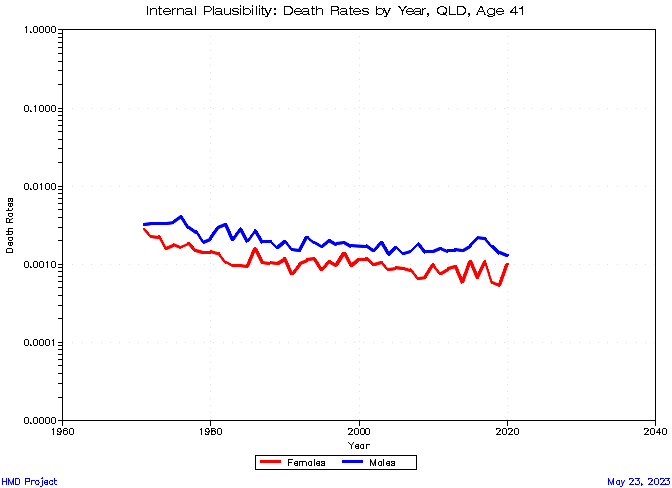 Internal Plausibility: Death Rates by Year, QLD, Age 41
1.0000
0.1000
0.0100
0.0010
0.0001
0.0000
Death Rates
1960 1980 2000 2020 2040
Year
Females Males
HMD Project May 23, 2023